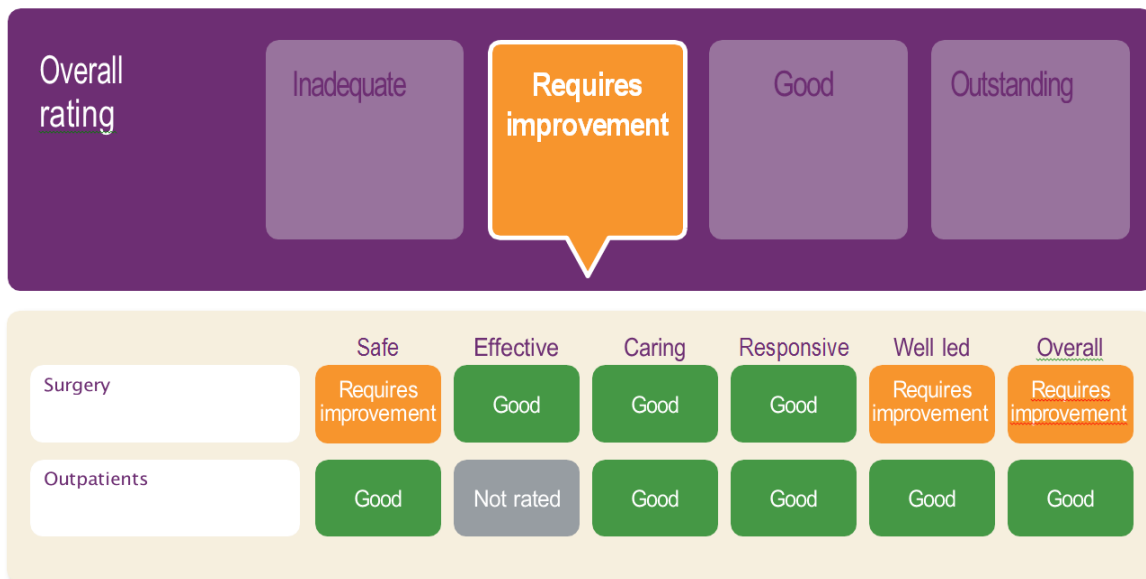 Overall
rating
Inadequate
Requires
improvement
Good
Outstanding
Safe Effective Caring Responsive Well led Overall
Surgery
Requires
improvement
Good
Good
Good
Requires
improvement
Requires
improvement
Outpatients
Good
Not rated
Good
Good
Good
Good